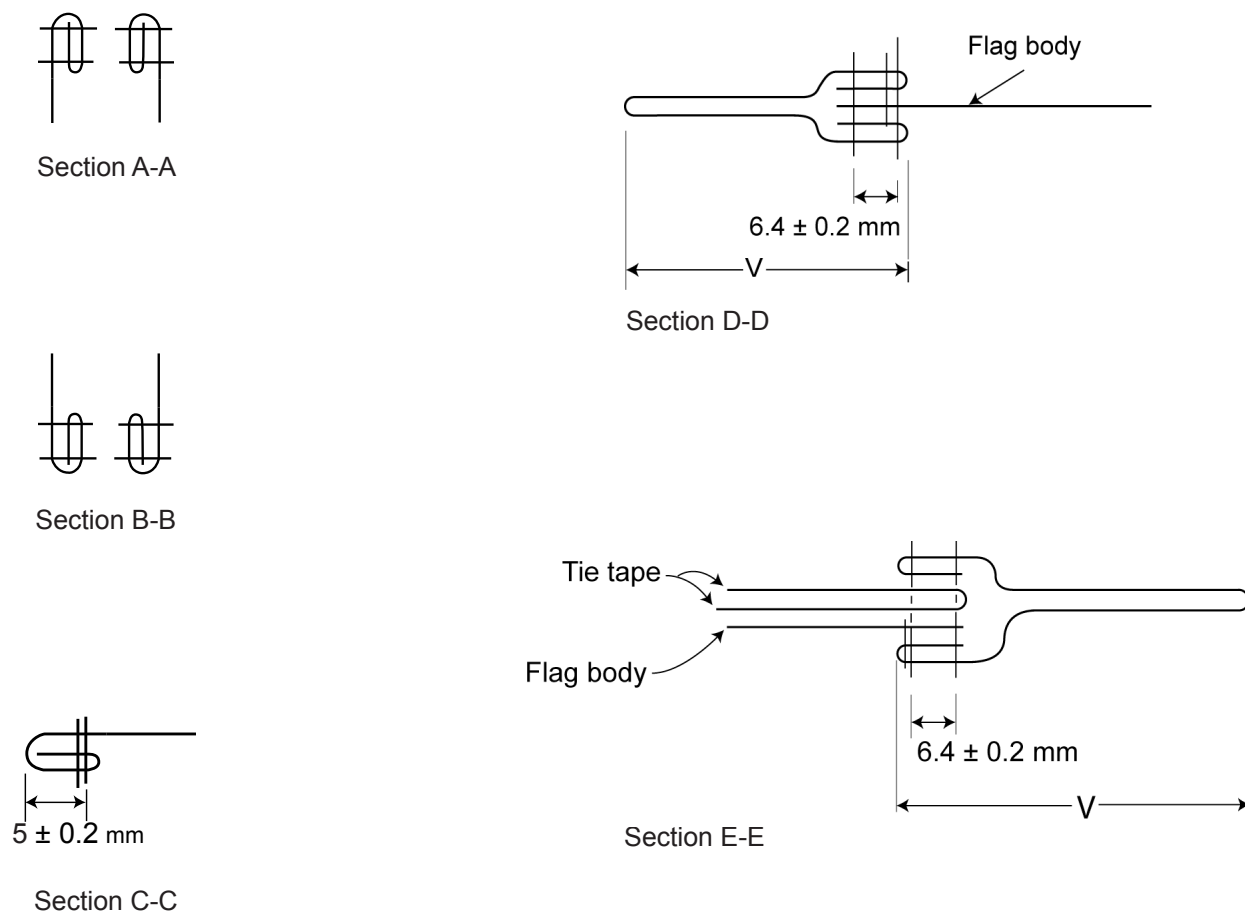 Section A-A
Flag body
6.4 ± 0.2 mm
V
Section D-D
Section B-B
Tie tape
Flag body
6.4 ± 0.2 mm
V
Section E-E
5 ± 0.2 mm
Section C-C